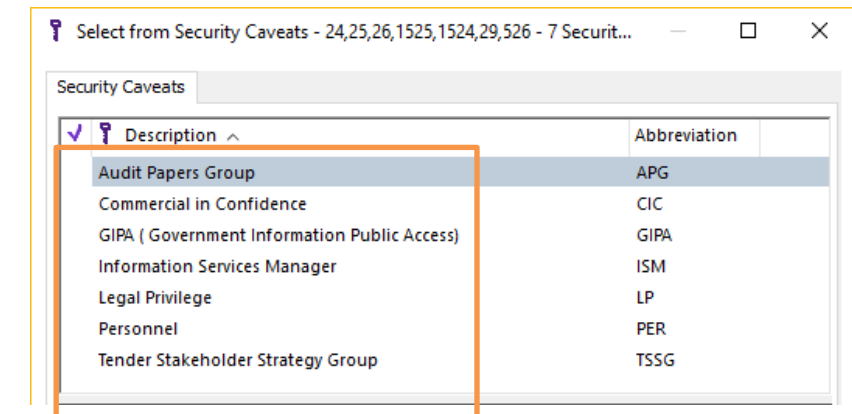 Select from Security Caveats - 24,25,26,1525,1524,29,526 - 7 Securit...
Security Caveats
Description Abbreviation
Audit Papers Group APG
Commercial in Confidence CIC
GIPA ( Government Information Public Access) GIPA
Information Services Manager ISM
Legal Privilege LP
Personnel PER
Tender Stakeholder Strategy Group TSSG